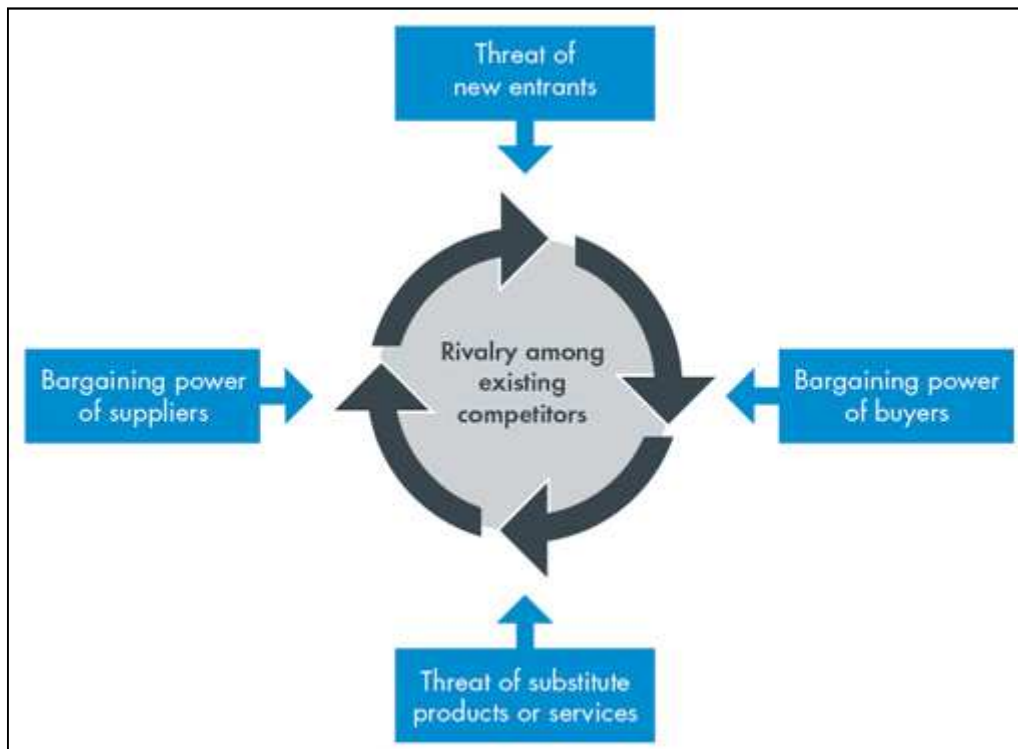 Threat of
new entrants
Rivalry among
existing
competitors
Bargaining power
of suppliers
Bargaining power
of buyers
Threat of substitute
products or services